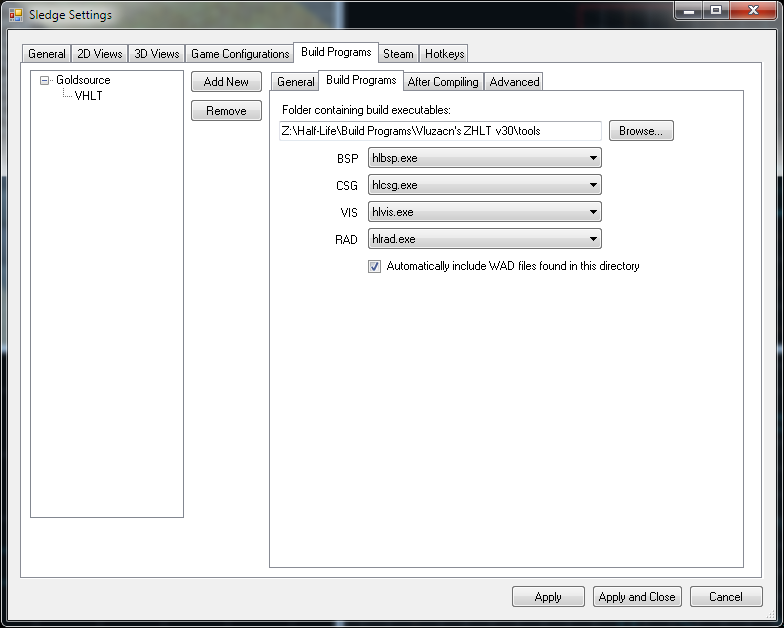 Sledge Settings
General 2D Views 3D Views Game Configurations Build Programs Steam Hotkeys
Goldsource
VHLT
Add New
Remove
General Build Programs After Compiling Advanced
Folder containing build executables:
Z:\Half-Life\Build Programs\Vluzacn's ZHLT v30\tools Browse...
BSP hlbsp.exe
CSG hlcsg.exe
VIS hlvis.exe
RAD hlrad.exe
Automatically include WAD files found in this directory
Apply Apply and Close Cancel